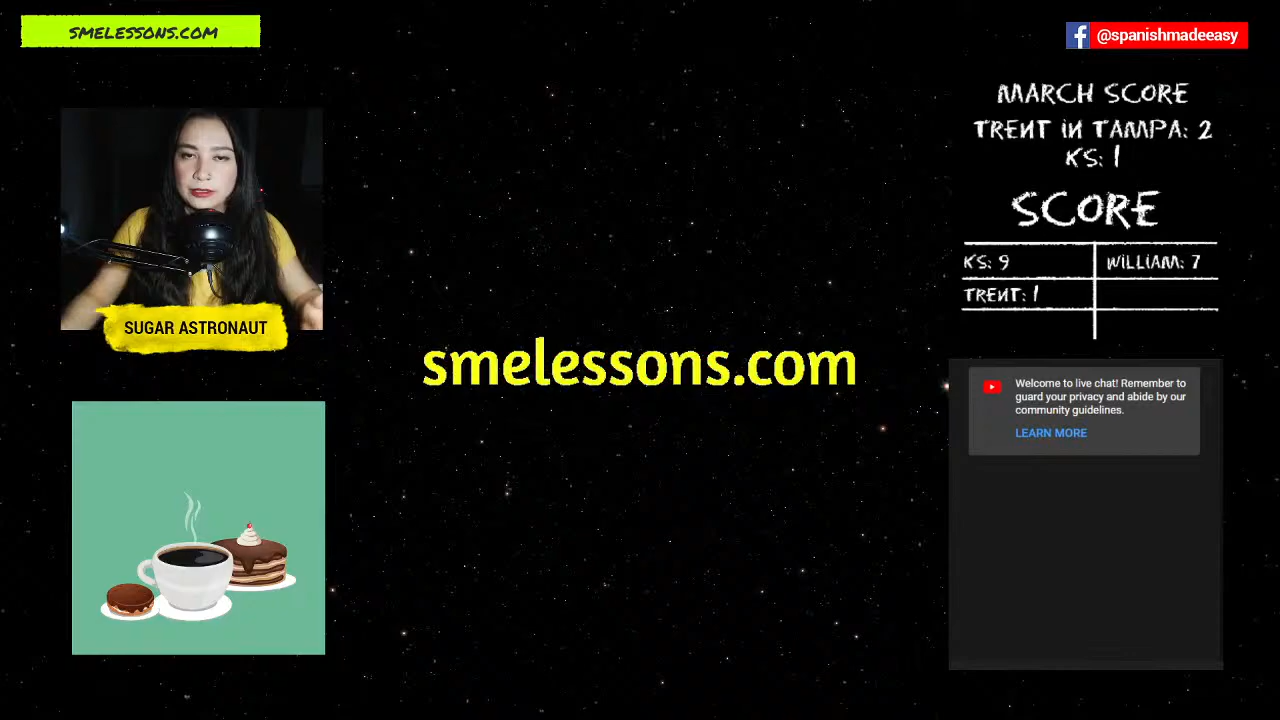 SMELESSONS.COM
@spanishmadeeasy
SUGAR ASTRONAUT
smelessons.com
MARCH SCORE
TRENT IN TAMPA: 2
KS: 1
SCORE
KS: 9
WILLIAM: 7
TRENT: 1
Welcome to live chat! Remember to
guard your privacy and abide by our
community guidelines.
LEARN MORE